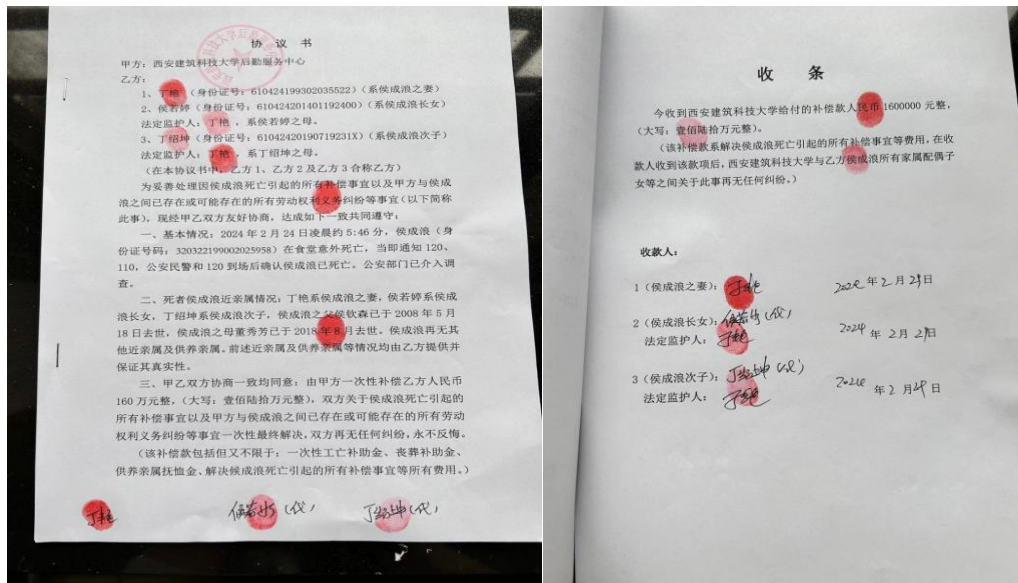 协 议 书
甲方：西安建筑科技大学后勤服务中心
乙方：
1、丁艳（身份证号：610424199302035522）（系侯成浪之妻）
2、侯若婷（身份证号：610424201401192400）（系侯成浪长女）
法定监护人：丁艳，系侯若婷之母。
3、丁绍坤（身份证号：61042420190719231X）（系侯成浪次子）
法定监护人：丁艳，系丁绍坤之母。
（在本协议书中，乙方1、乙方2及乙方3合称乙方）
为妥善处理因侯成浪死亡引起的所有补偿事宜以及甲方与侯成
浪之间已存在或可能存在的所有劳动权利义务纠纷等事宜（以下简称
此事），现经甲乙双方友好协商，达成如下一致共同遵守：
一、基本情况：2024年2月24日凌晨约5:46分，侯成浪（身
份证号码：320322199002025958）在食堂意外死亡，当即通知120、
110，公安民警和120到场后确认侯成浪已死亡。公安部门已介入调
查。
二、死者侯成浪近亲属情况：丁艳系侯成浪之妻，侯若婷系侯成
浪长女，丁绍坤系侯成浪次子，侯成浪之父侯钦森已于2008年5月
18日去世。侯成浪之母董秀芳已于2018年8月去世。侯成浪再无其
他近亲属及供养亲属。前述近亲属及供养亲属等情况均由乙方提供并
保证其真实性。
三、甲乙双方协商一致均同意：由甲方一次性补偿乙方人民币
160万元整，（大写：壹佰陆拾万元整），双方关于侯成浪死亡引起的
所有补偿事宜以及甲方与侯成浪之间已存在或可能存在的所有劳动
权利义务纠纷等事宜一次性最终解决，双方再无任何纠纷，永不反悔。
（该补偿款包括但又不限于：一次性工亡补助金、丧葬补助金、
供养亲属抚恤金、解决候成浪死亡引起的所有补偿事宜等所有费用。）
丁艳 侯若婷（代） 丁绍坤（代）
收 条
今收到西安建筑科技大学给付的补偿款人民币1600000元整，
（大写：壹佰陆拾万元整）。
（该补偿款系解决侯成浪死亡引起的所有补偿事宜等费用，在收
款人收到该款项后，西安建筑科技大学与乙方侯成浪所有家属配偶子
女等之间关于此事再无任何纠纷。）
收款人：
1（侯成浪之妻）：丁艳 2024年2月29日
2（侯成浪长女）：侯若婷（代）
法定监护人：丁艳 2024年2月29日
3（侯成浪次子）：丁绍坤（代）
法定监护人：丁艳 2024年2月29日